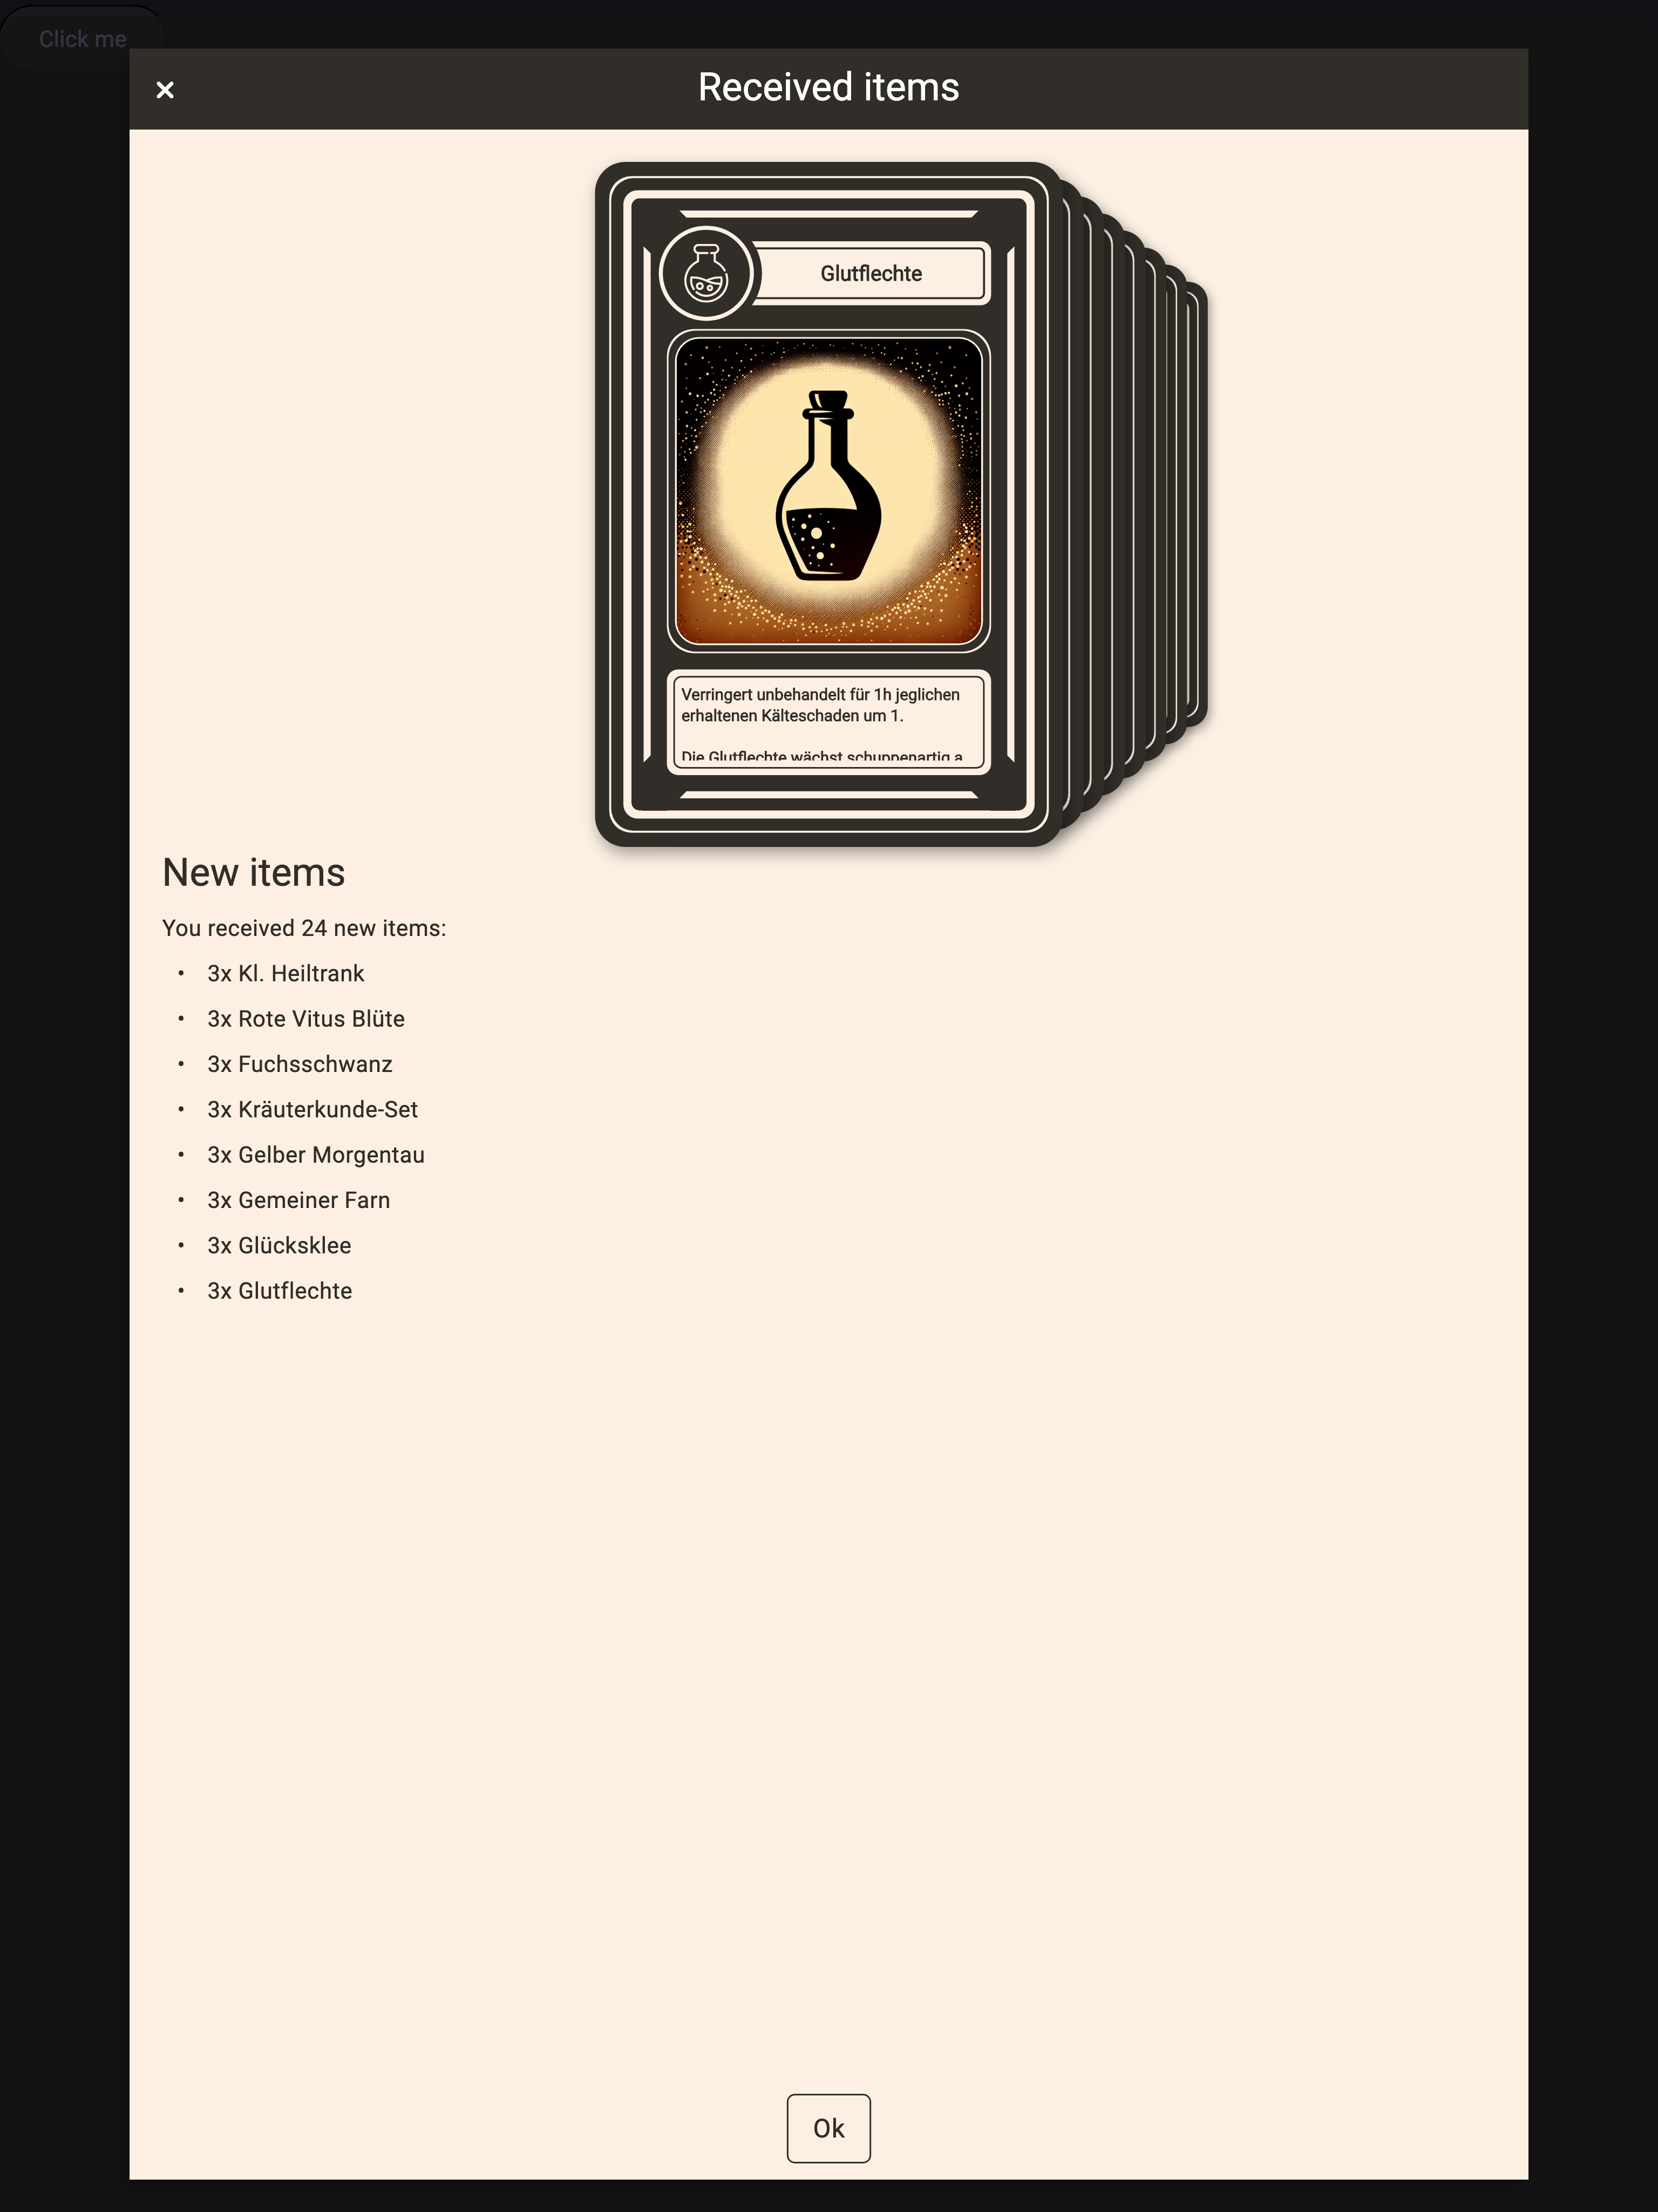 Click me
Received items
Glutflechte
Verringert unbehandelt für 1h jeglichen
erhaltenen Kälteschaden um 1.
Die Glutflechte wächst schuppenartig a
New items
You received 24 new items:
• 3x Kl. Heiltrank
• 3x Rote Vitus Blüte
• 3x Fuchsschwanz
• 3x Kräuterkunde-Set
• 3x Gelber Morgentau
• 3x Gemeiner Farn
• 3x Glücksklee
• 3x Glutflechte
Ok